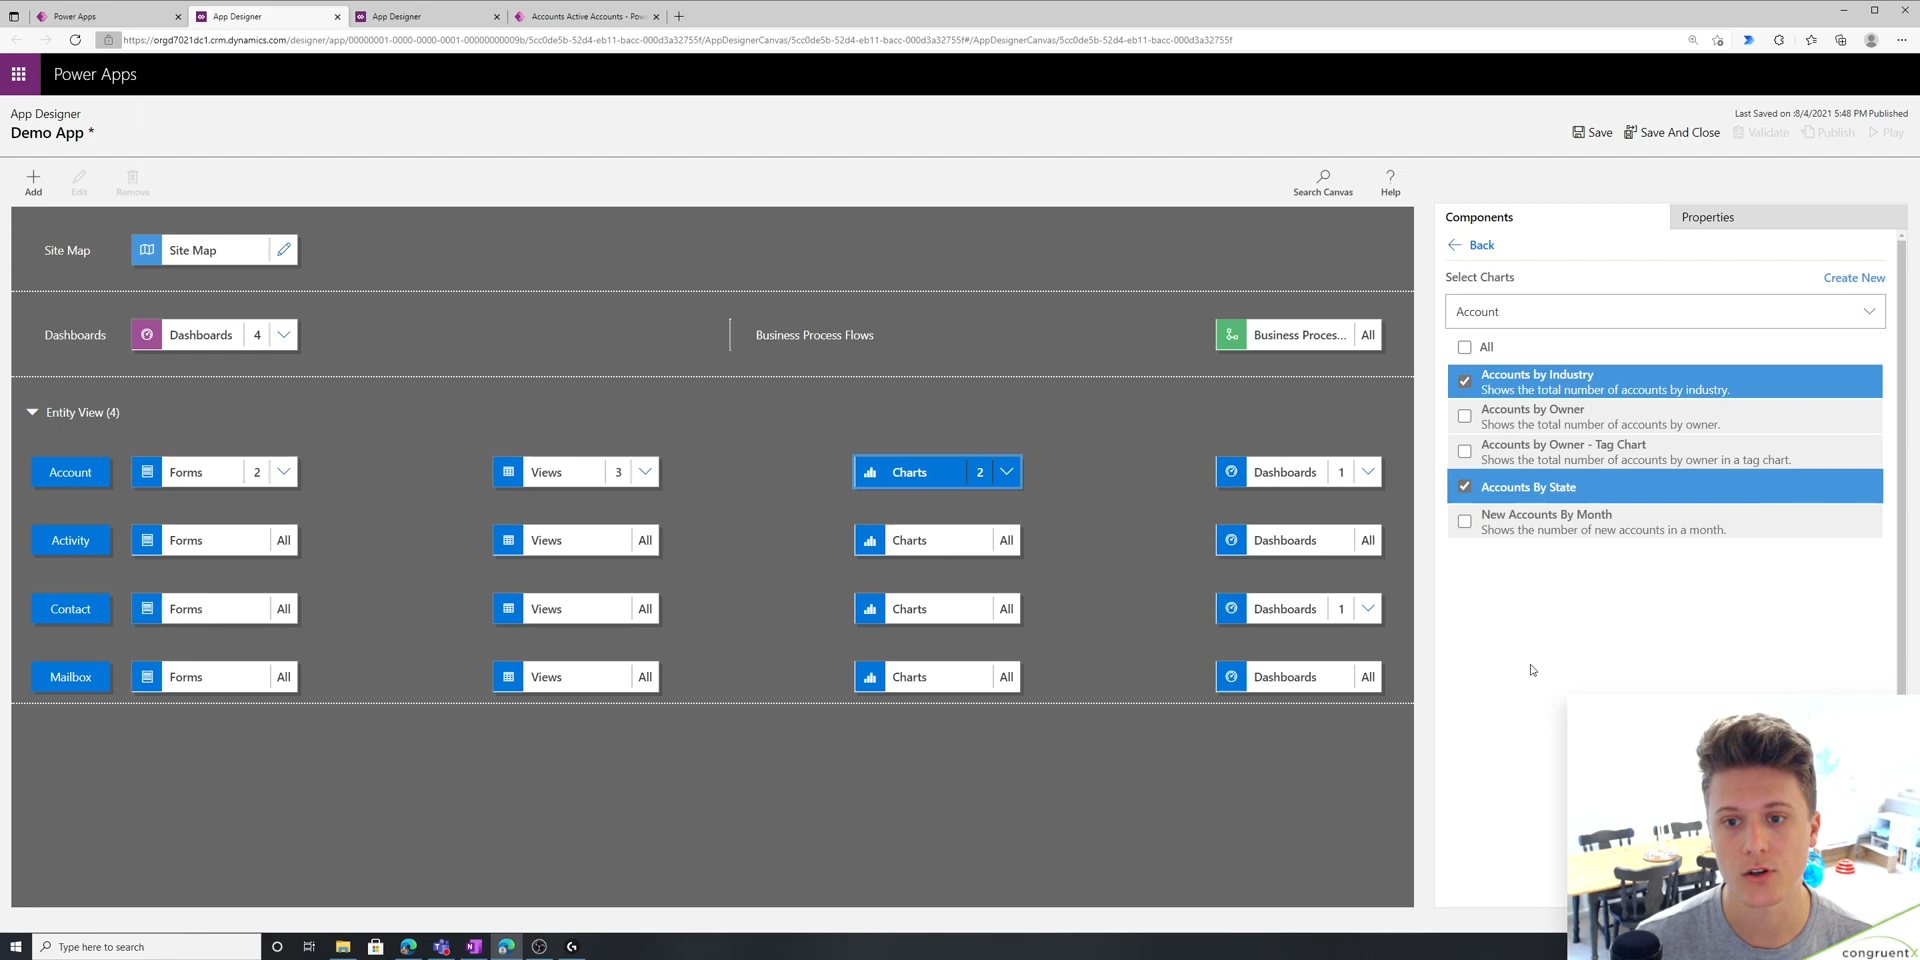 Power Apps
App Designer
App Designer
Accounts Active Accounts - Pow
https://orgd7021dc1.crm.dynamics.com/designer/app/00000001-0000-0000-0001-00000000009b/5cc0de5b-52d4-eb11-bacc-000d3a32755f/AppDesignerCanvas/5cc0de5b-52d4-eb11-bacc-000d3a32755f#/AppDesignerCanvas/5cc0de5b-52d4-eb11-bacc-000d3a32755f
Power Apps
App Designer
Demo App *
Last Saved on :8/4/2021 5:48 PM Published
Save
Save And Close
Validate
Publish
Play
Add
Edit
Remove
Search Canvas
Help
Site Map
Site Map
Dashboards
Dashboards 4
Business Process Flows
Business Proces... All
Entity View (4)
Account
Forms 2
Views 3
Charts 2
Dashboards 1
Activity
Forms All
Views All
Charts All
Dashboards All
Contact
Forms All
Views All
Charts All
Dashboards 1
Mailbox
Forms All
Views All
Charts All
Dashboards All
Components
Properties
Back
Select Charts
Create New
Account
All
Accounts by Industry
Shows the total number of accounts by industry.
Accounts by Owner
Shows the total number of accounts by owner.
Accounts by Owner - Tag Chart
Shows the total number of accounts by owner in a tag chart.
Accounts By State
New Accounts By Month
Shows the number of new accounts in a month.
Type here to search
congruentX